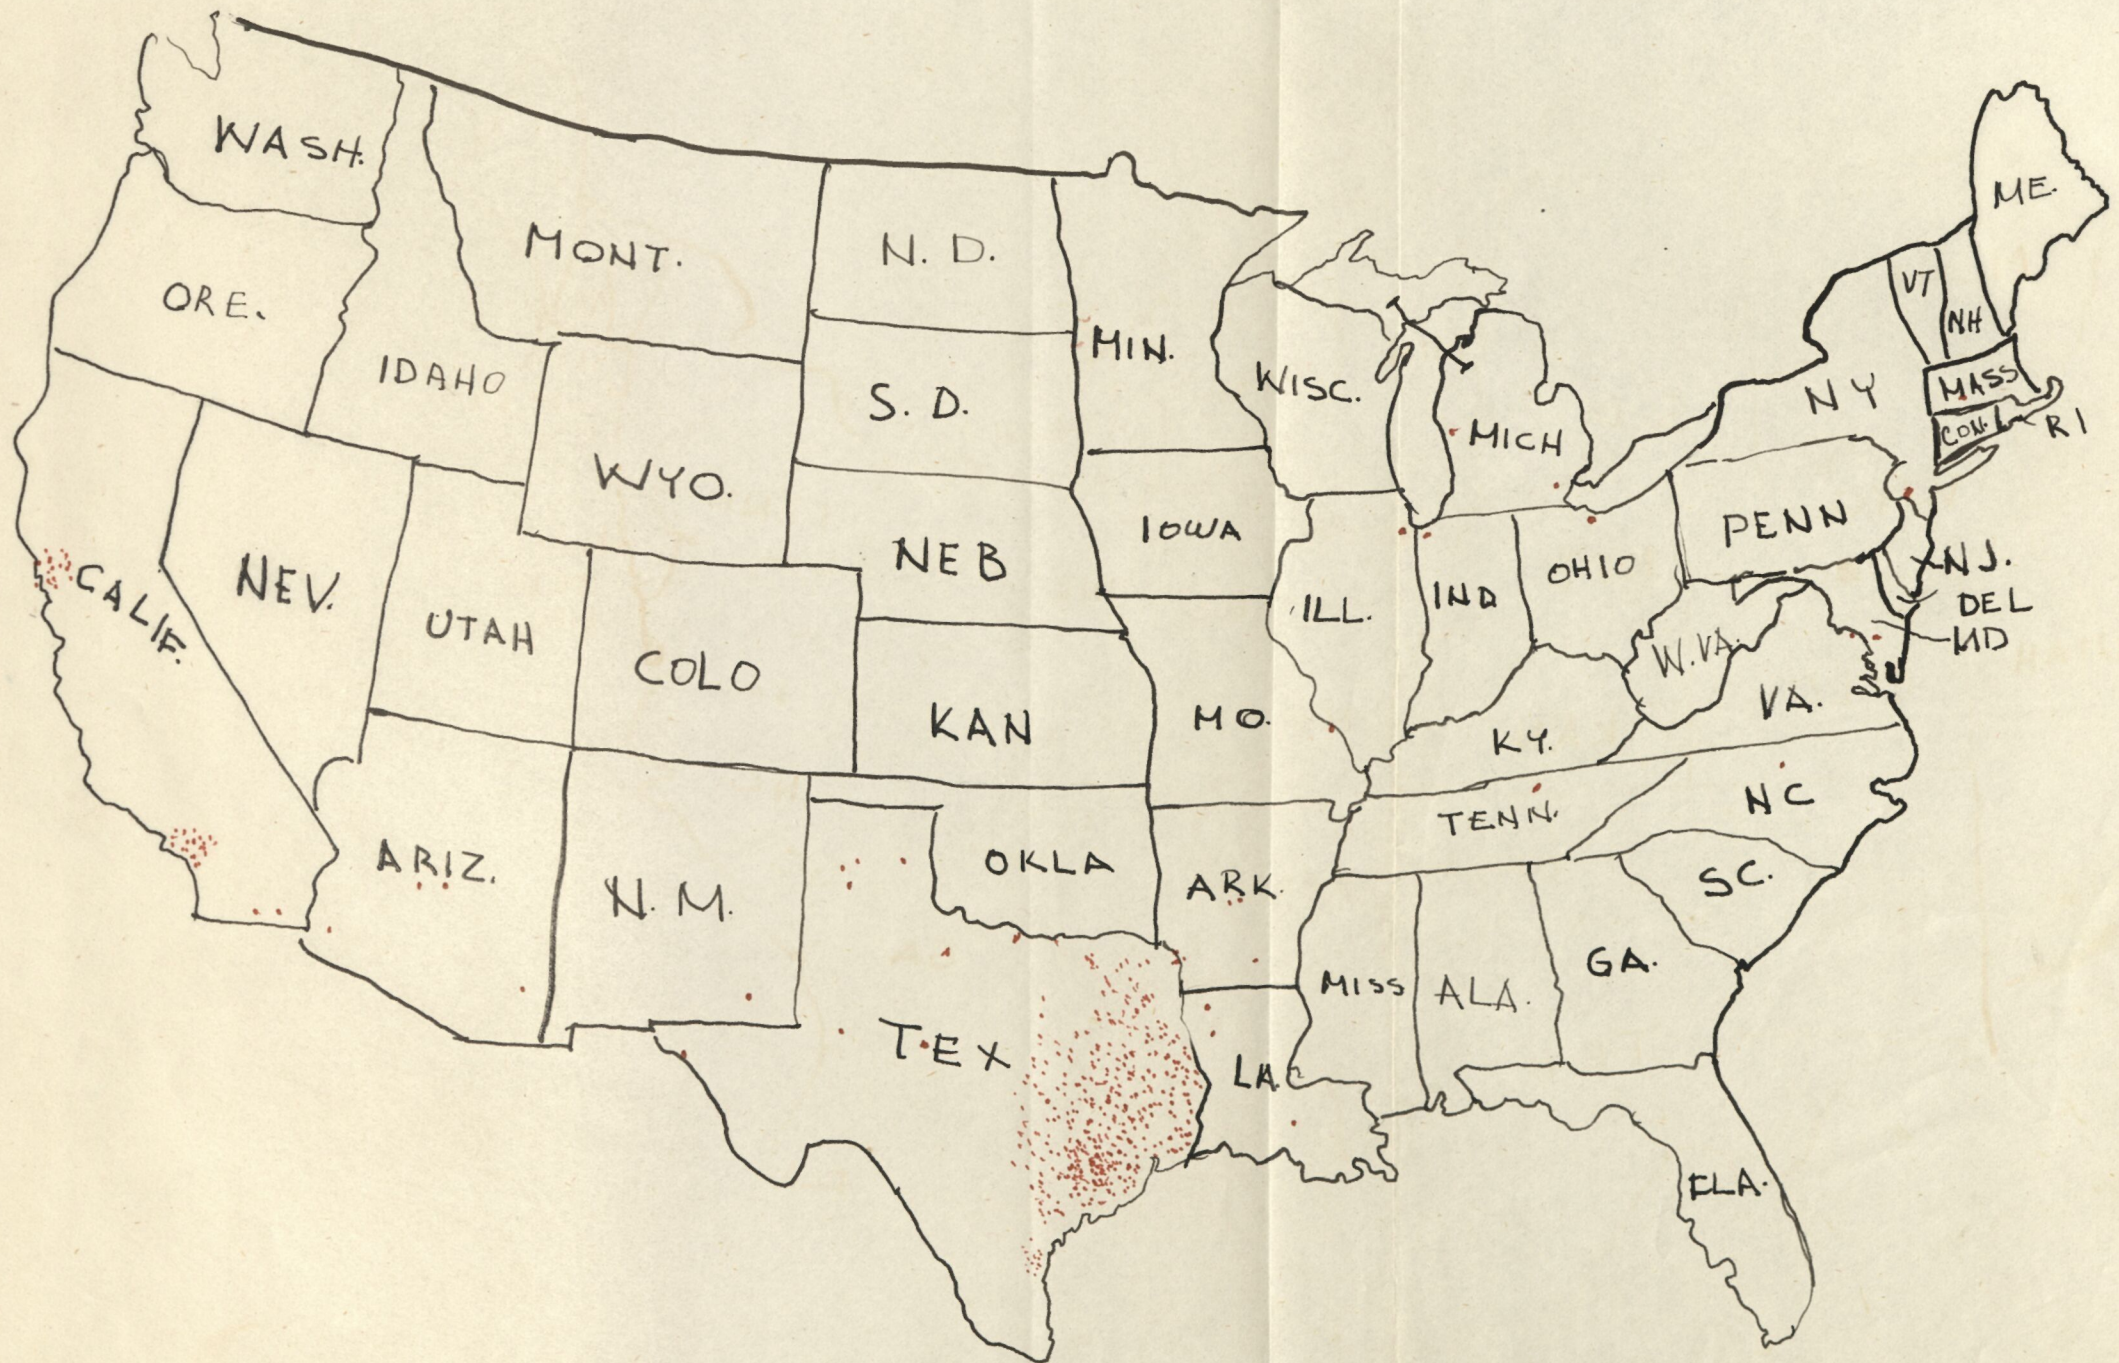 WASH.
ORE.
IDAHO
MONT.
N. D.
S. D.
MIN.
WISC.
MICH
ME.
VT
NH
MASS
CON.
RI
N Y
PENN
NJ.
DEL
MD
WYO.
NEB
IOWA
ILL.
IND
OHIO
W.VA.
VA.
CALIF.
NEV.
UTAH
COLO
KAN
MO.
KY.
TENN.
NC
SC.
ARIZ.
N. M.
OKLA
ARK.
TEX
LA.
MISS
ALA.
GA.
FLA.